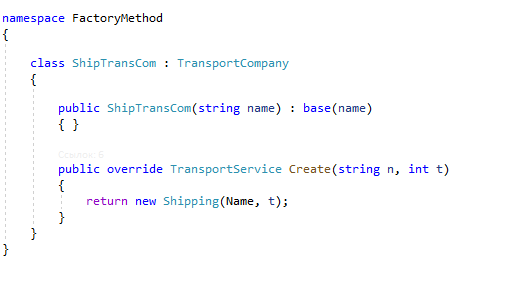 namespace FactoryMethod
{
class ShipTransCom : TransportCompany
{
public ShipTransCom(string name) : base(name)
{ }
public override TransportService Create(string n, int t)
{
return new Shipping(Name, t);
}
}
}